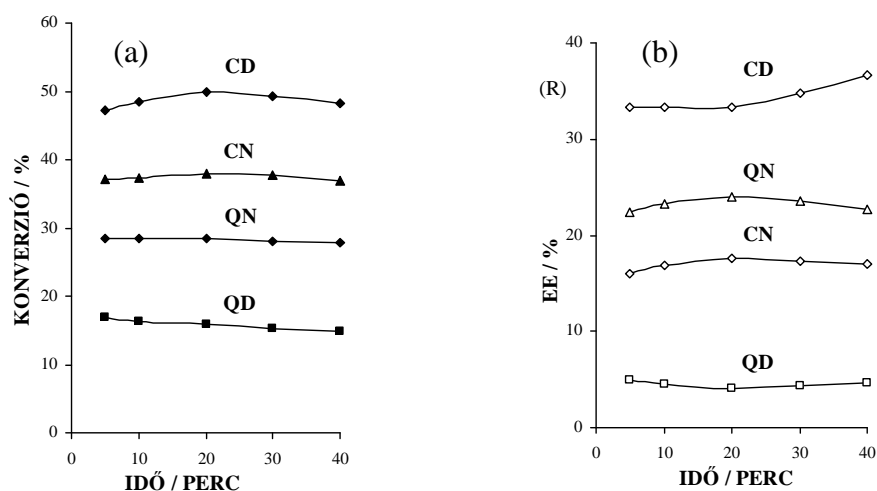 (a)
60
50
40
30
20
10
0
KONVERZIÓ / %
CD
CN
QN
QD
0 10 20 30 40
IDŐ / PERC
(b)
40
30
20
10
0
(R)
EE / %
CD
QN
CN
QD
0 10 20 30 40
IDŐ / PERC